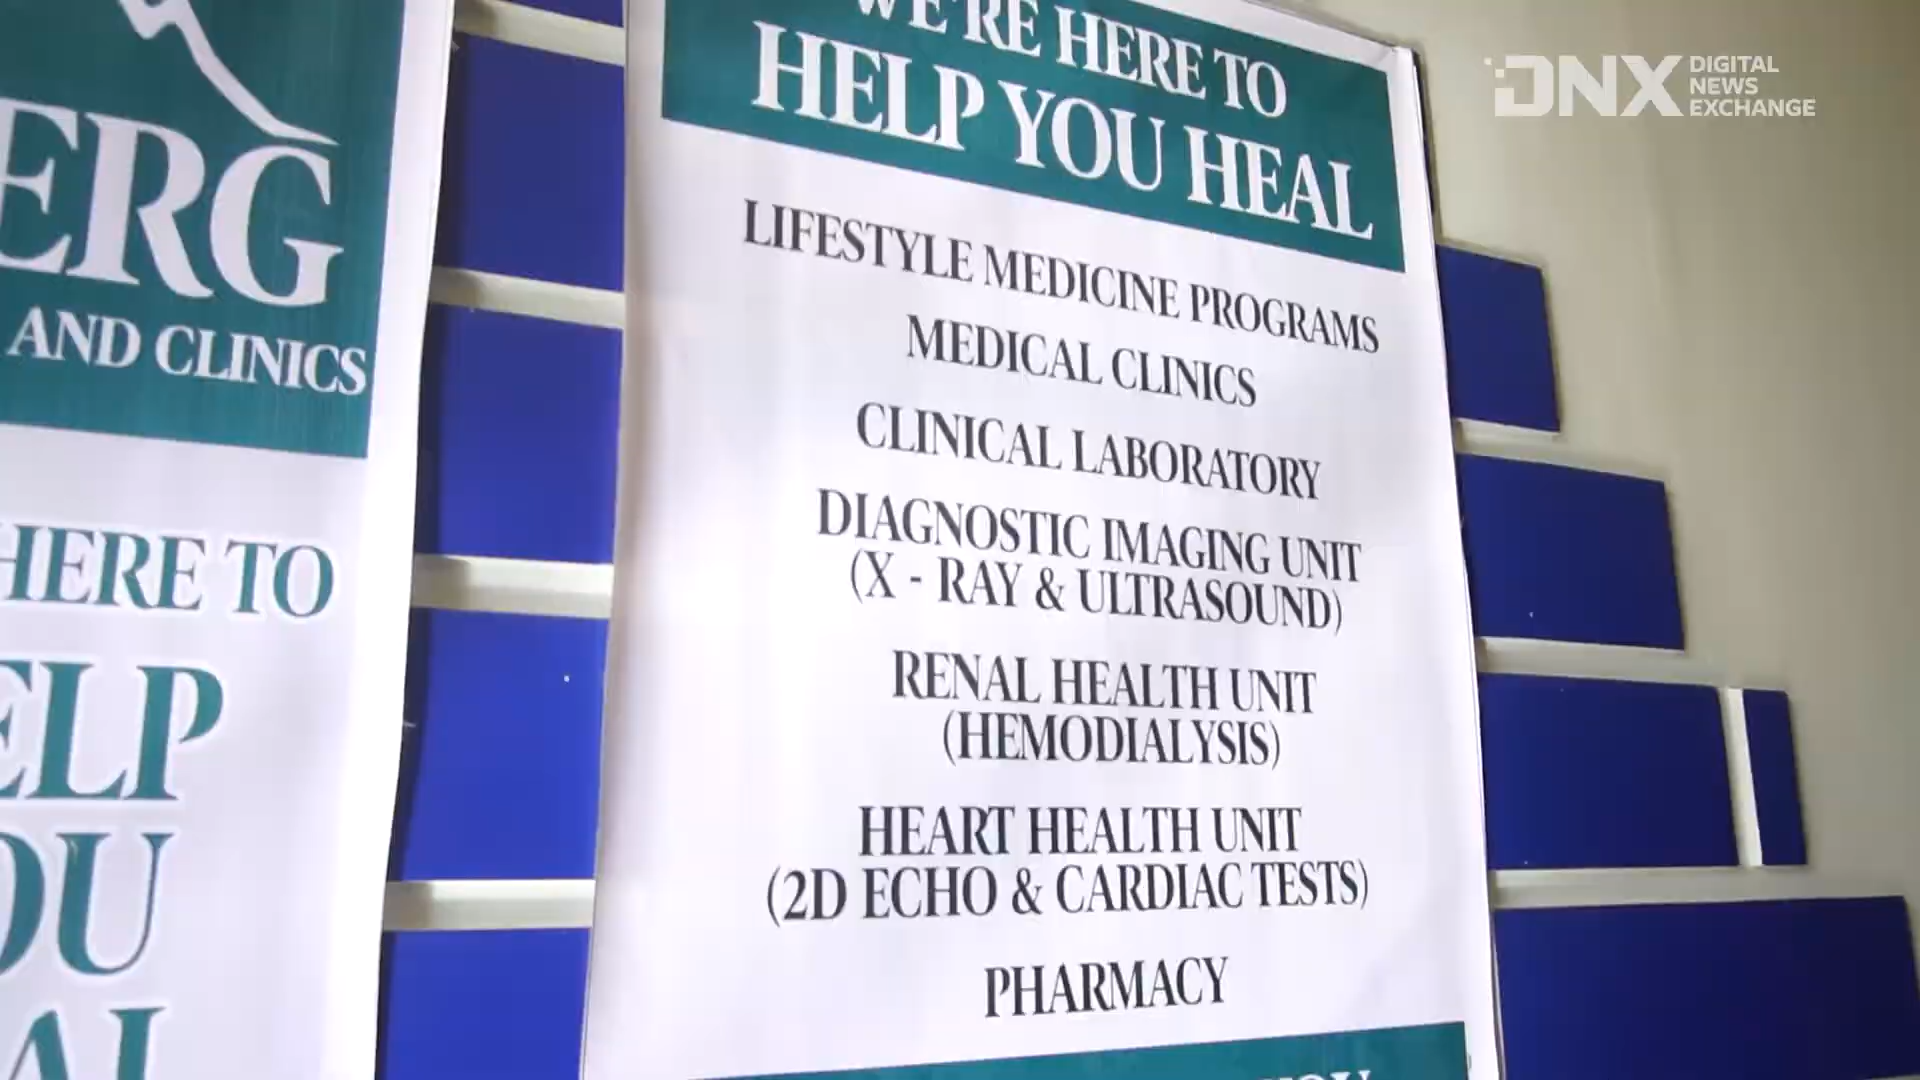 ERG
AND CLINICS
HERE TO
ELP
OU
WE'RE HERE TO
HELP YOU HEAL
LIFESTYLE MEDICINE PROGRAMS
MEDICAL CLINICS
CLINICAL LABORATORY
DIAGNOSTIC IMAGING UNIT
(X - RAY & ULTRASOUND)
RENAL HEALTH UNIT
(HEMODIALYSIS)
HEART HEALTH UNIT
(2D ECHO & CARDIAC TESTS)
PHARMACY
DNX DIGITAL
NEWS
EXCHANGE